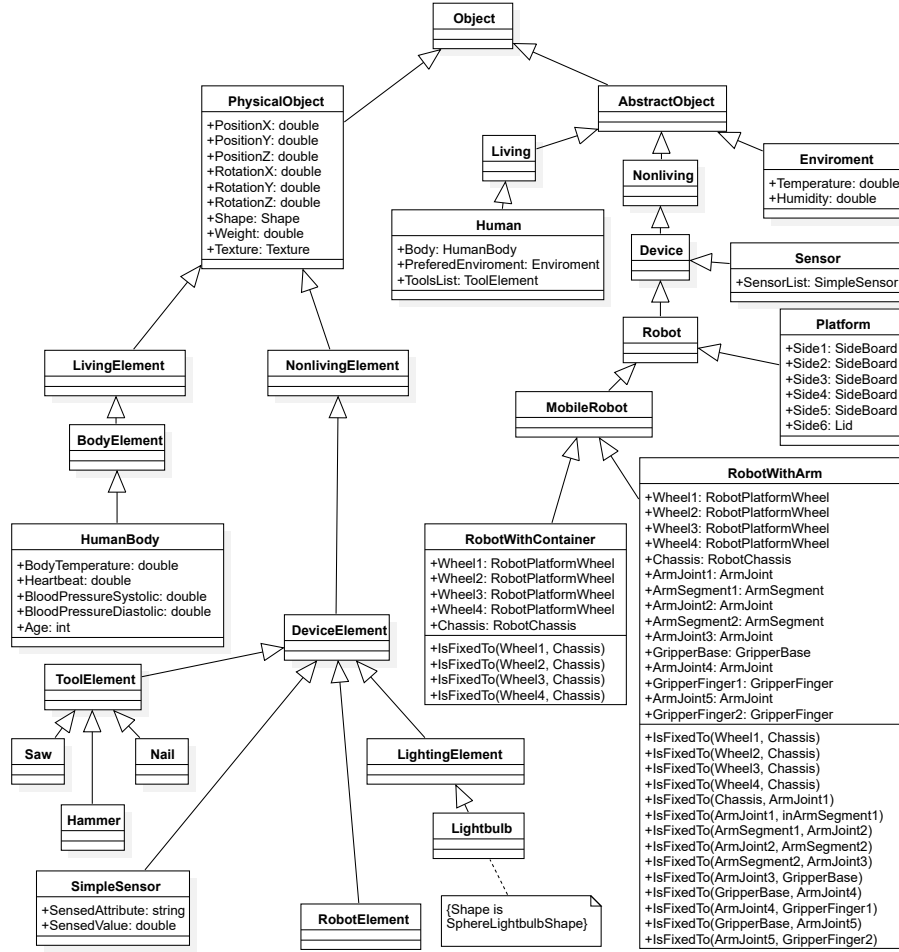 Object
PhysicalObject
+PositionX: double
+PositionY: double
+PositionZ: double
+RotationX: double
+RotationY: double
+RotationZ: double
+Shape: Shape
+Weight: double
+Texture: Texture
AbstractObject
Living
Nonliving
Enviroment
+Temperature: double
+Humidity: double
Human
+Body: HumanBody
+PreferedEnviroment: Enviroment
+ToolsList: ToolElement
Device
Sensor
+SensorList: SimpleSensor
Robot
Platform
+Side1: SideBoard
+Side2: SideBoard
+Side3: SideBoard
+Side4: SideBoard
+Side5: SideBoard
+Side6: Lid
LivingElement
NonlivingElement
MobileRobot
BodyElement
HumanBody
+BodyTemperature: double
+Heartbeat: double
+BloodPressureSystolic: double
+BloodPressureDiastolic: double
+Age: int
RobotWithContainer
+Wheel1: RobotPlatformWheel
+Wheel2: RobotPlatformWheel
+Wheel3: RobotPlatformWheel
+Wheel4: RobotPlatformWheel
+Chassis: RobotChassis
+IsFixedTo(Wheel1, Chassis)
+IsFixedTo(Wheel2, Chassis)
+IsFixedTo(Wheel3, Chassis)
+IsFixedTo(Wheel4, Chassis)
RobotWithArm
+Wheel1: RobotPlatformWheel
+Wheel2: RobotPlatformWheel
+Wheel3: RobotPlatformWheel
+Wheel4: RobotPlatformWheel
+Chassis: RobotChassis
+ArmJoint1: ArmJoint
+ArmSegment1: ArmSegment
+ArmJoint2: ArmJoint
+ArmSegment2: ArmSegment
+ArmJoint3: ArmJoint
+GripperBase: GripperBase
+ArmJoint4: ArmJoint
+GripperFinger1: GripperFinger
+ArmJoint5: ArmJoint
+GripperFinger2: GripperFinger
+IsFixedTo(Wheel1, Chassis)
+IsFixedTo(Wheel2, Chassis)
+IsFixedTo(Wheel3, Chassis)
+IsFixedTo(Wheel4, Chassis)
+IsFixedTo(Chassis, ArmJoint1)
+IsFixedTo(ArmJoint1, inArmSegment1)
+IsFixedTo(ArmSegment1, ArmJoint2)
+IsFixedTo(ArmJoint2, ArmSegment2)
+IsFixedTo(ArmSegment2, ArmJoint3)
+IsFixedTo(ArmJoint3, GripperBase)
+IsFixedTo(GripperBase, ArmJoint4)
+IsFixedTo(ArmJoint4, GripperFinger1)
+IsFixedTo(GripperBase, ArmJoint5)
+IsFixedTo(ArmJoint5, GripperFinger2)
DeviceElement
ToolElement
Saw
Nail
Hammer
LightingElement
Lightbulb
SimpleSensor
+SensedAttribute: string
+SensedValue: double
RobotElement
{Shape is
SphereLightbulbShape}